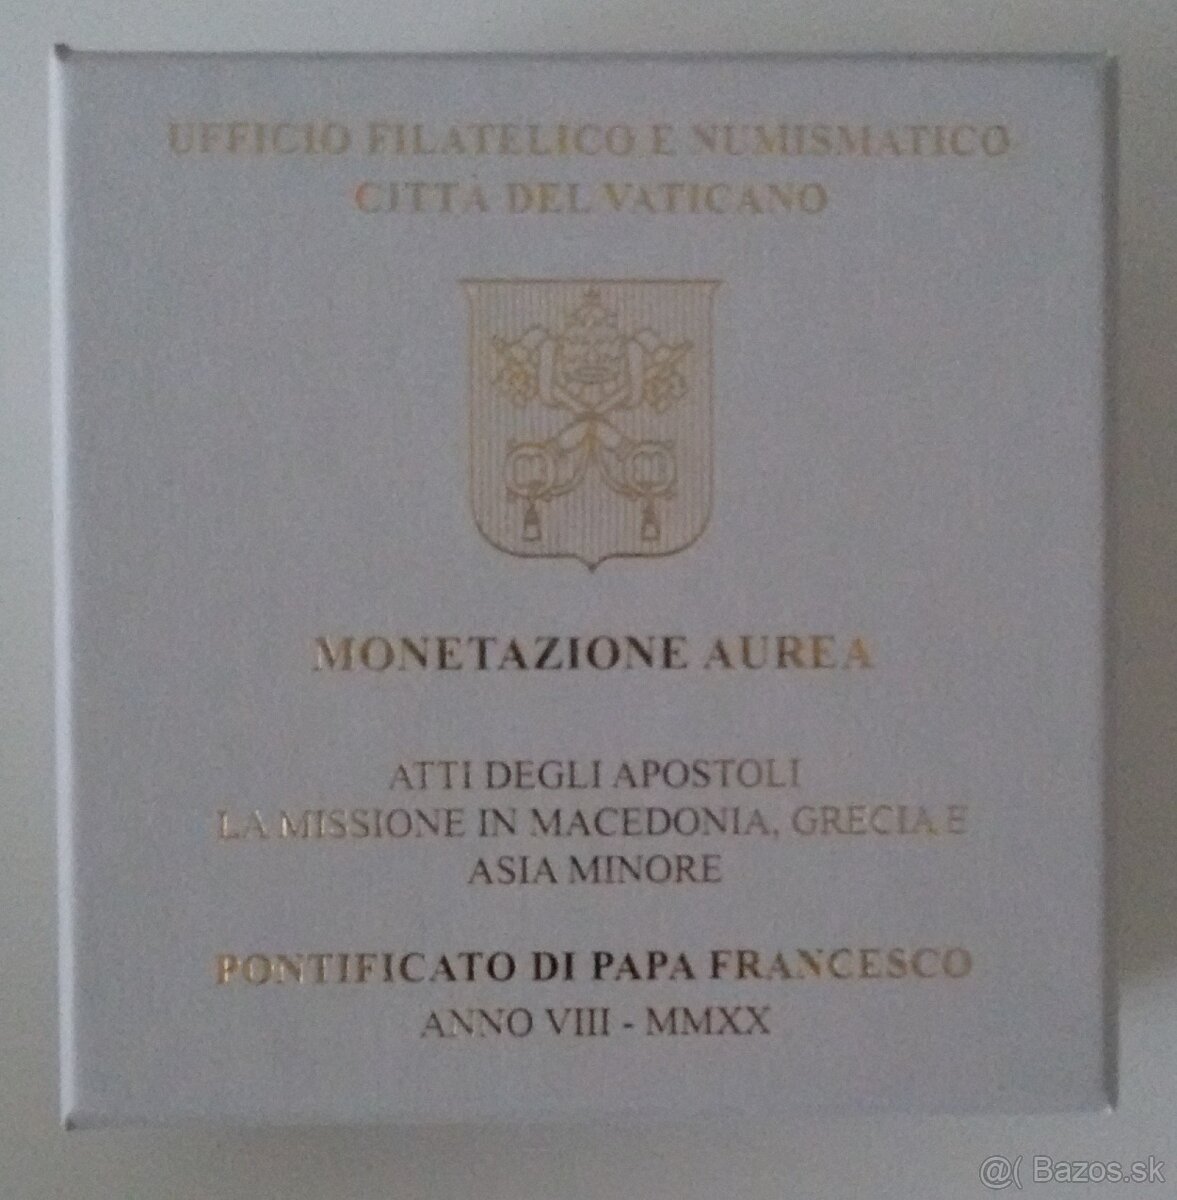 UFFICIO FILATELICO E NUMISMATICO
CITTÀ DEL VATICANO
MONETAZIONE AUREA
ATTI DEGLI APOSTOLI
LA MISSIONE IN MACEDONIA, GRECIA E
ASIA MINORE
PONTIFICATO DI PAPA FRANCESCO
ANNO VIII - MMXX
@( Bazos.sk